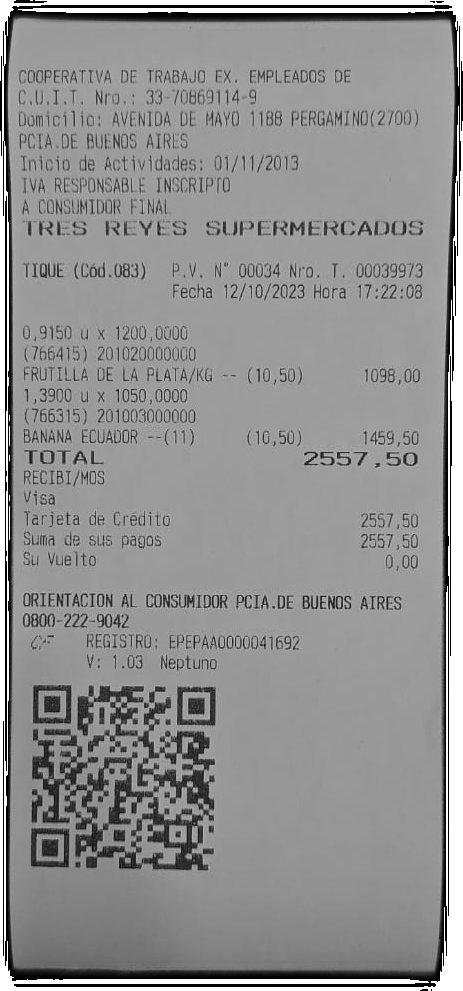 COOPERATIVA DE TRABAJO EX. EMPLEADOS DE
C.U.I.T. Nro.: 33-70869114-9
Domicilio: AVENIDA DE MAYO 1188 PERGAMINO(2700)
PCIA.DE BUENOS AIRES
Inicio de Actividades: 01/11/2013
IVA RESPONSABLE INSCRIPTO
A CONSUMIDOR FINAL
TRES REYES SUPERMERCADOS
TIQUE (Cód.083) P.V. N° 00034 Nro. T. 00039973
Fecha 12/10/2023 Hora 17:22:08
0,9150 u x 1200,0000
(766415) 201020000000
FRUTILLA DE LA PLATA/KG -- (10,50) 1098,00
1,3900 u x 1050,0000
(766315) 201003000000
BANANA ECUADOR --(11) (10,50) 1459,50
TOTAL 2557,50
RECIBI/MOS
Visa
Tarjeta de Crédito 2557,50
Suma de sus pagos 2557,50
Su Vuelto 0,00
ORIENTACION AL CONSUMIDOR PCIA.DE BUENOS AIRES
0800-222-9042
CF REGISTRO: EPEPAA0000041692
V: 1.03 Neptuno